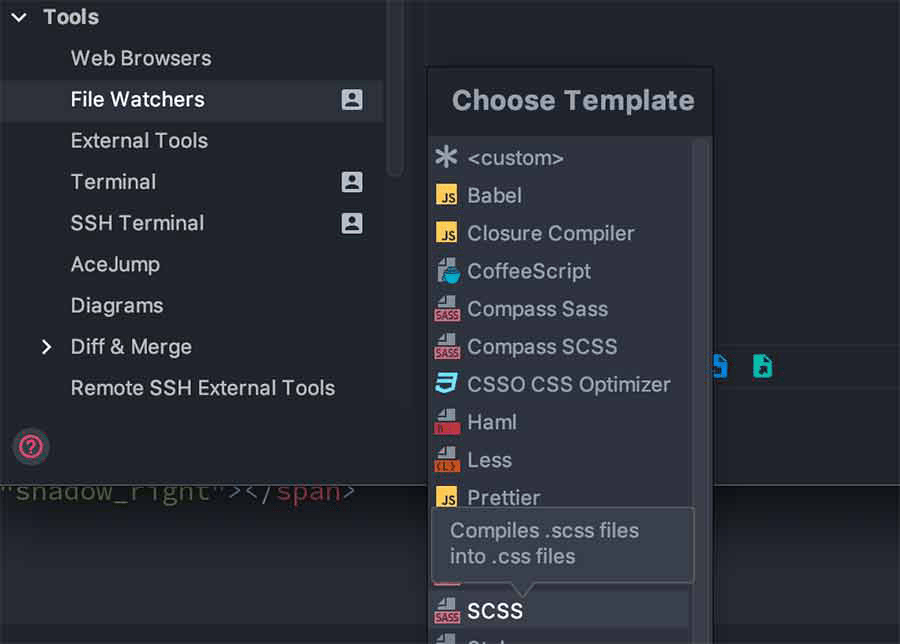 Tools
Web Browsers
File Watchers
External Tools
Terminal
SSH Terminal
AceJump
Diagrams
Diff & Merge
Remote SSH External Tools
"shadow_right"></span>
Choose Template
<custom>
JS Babel
JS Closure Compiler
CoffeeScript
SASS Compass Sass
SASS Compass SCSS
CSSO CSS Optimizer
Haml
{L} Less
JS Prettier
Compiles .scss files
into .css files
SASS SCSS